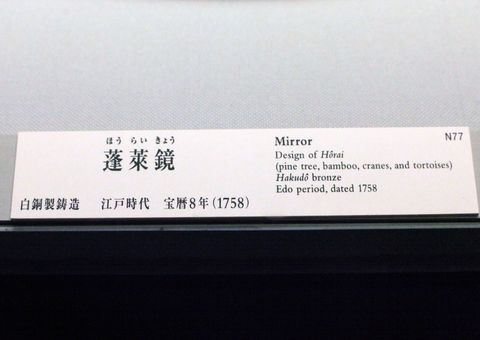 ほうらいきょう
蓬萊鏡
白銅製鋳造 江戸時代 宝暦8年(1758)
Mirror
Design of Hôrai
(pine tree, bamboo, cranes, and tortoises)
Hakudô bronze
Edo period, dated 1758
N77